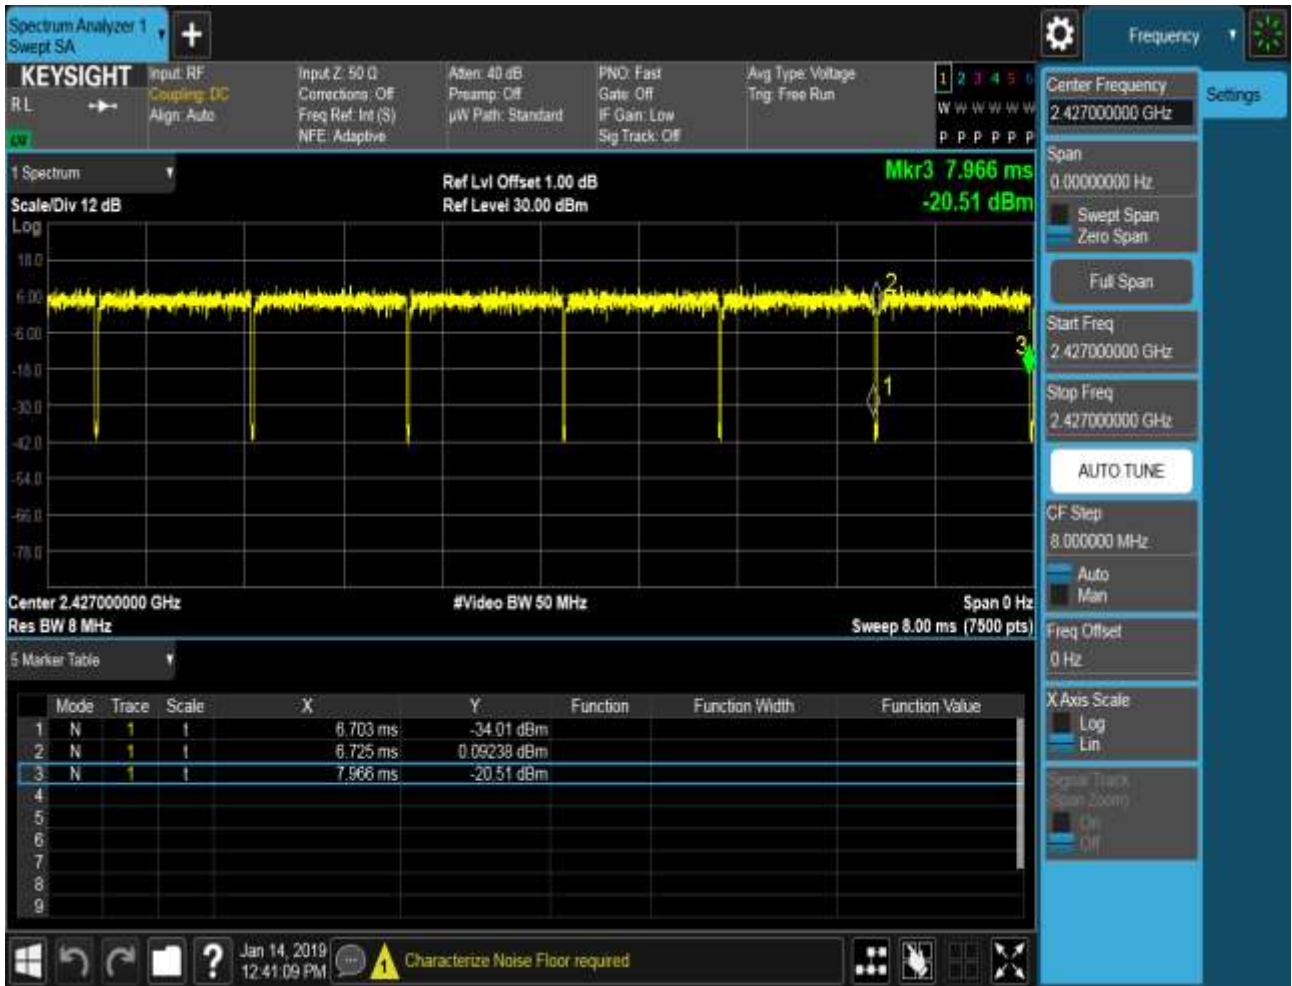 Spectrum Analyzer 1
Swept SA
+
Frequency
KEYSIGHT
RL
Input: RF
Coupling: DC
Align: Auto
Input Z: 50 Ω
Corrections: Off
Freq Ref: Int (S)
NFE: Adaptive
Atten: 40 dB
Preamp: Off
µW Path: Standard
PNO: Fast
Gate: Off
IF Gain: Low
Sig Track: Off
Avg Type: Voltage
Trig: Free Run
1 2 3 4 5 6
W W W W W W
P P P P P P
1 Spectrum
Scale/Div 12 dB
Ref Lvl Offset 1.00 dB
Ref Level 30.00 dBm
Mkr3 7.966 ms
-20.51 dBm
Log
18.0
6.00
-6.00
-18.0
-30.0
-42.0
-54.0
-66.0
-78.0
2
3
1
Center 2.427000000 GHz
Res BW 8 MHz
#Video BW 50 MHz
Span 0 Hz
Sweep 8.00 ms (7500 pts)
5 Marker Table
Mode Trace Scale X Y Function Function Width Function Value
1 N 1 t 6.703 ms -34.01 dBm
2 N 1 t 6.725 ms 0.09238 dBm
3 N 1 t 7.966 ms -20.51 dBm
4
5
6
7
8
9
Center Frequency
2.427000000 GHz
Settings
Span
0.00000000 Hz
Swept Span
Zero Span
Full Span
Start Freq
2.427000000 GHz
Stop Freq
2.427000000 GHz
AUTO TUNE
CF Step
8.000000 MHz
Auto
Man
Freq Offset
0 Hz
X Axis Scale
Log
Lin
Signal Track
(Span Zoom)
On
Off
?
Jan 14, 2019
12:41:09 PM
1
Characterize Noise Floor required